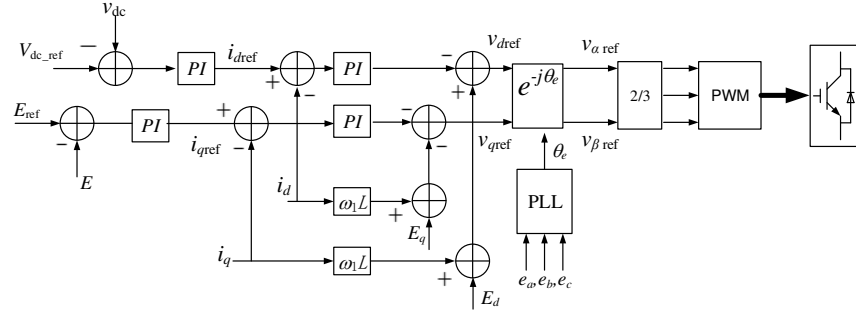 v_dc
V_dc_ref
PI
i_dref
PI
v_dref
v_α ref
e^-jθ_e
2/3
PWM
E_ref
PI
i_qref
PI
v_qref
v_β ref
E
θ_e
i_d
ω_1L
E_q
PLL
i_q
ω_1L
E_d
e_a,e_b,e_c